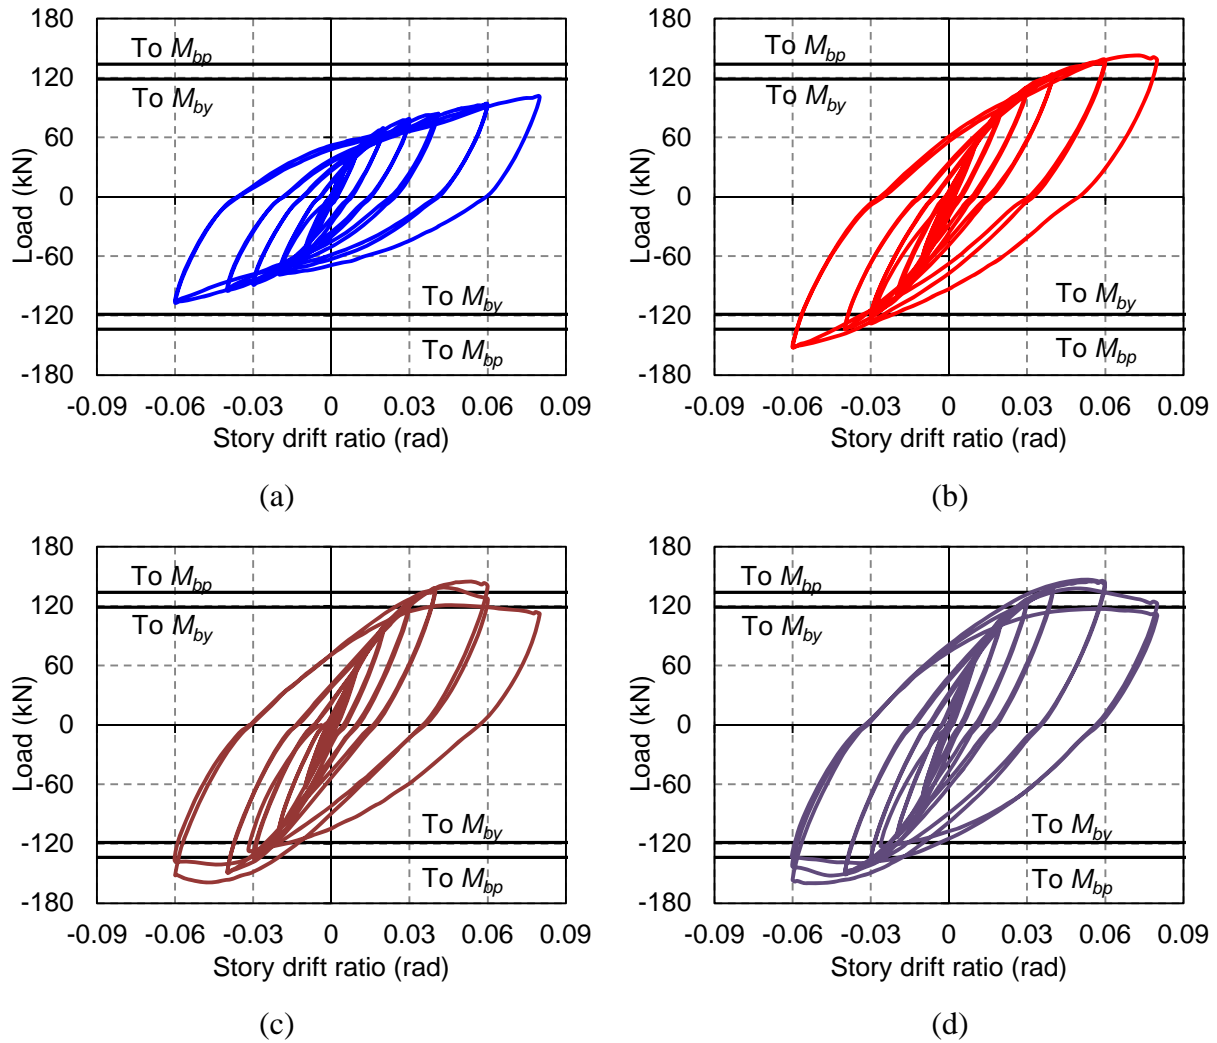 180
120
60
0
-60
-120
-180
Load (kN)
To Mbp
To Mby
To Mby
To Mbp
-0.09 -0.06 -0.03 0 0.03 0.06 0.09
Story drift ratio (rad)
(a)
180
120
60
0
-60
-120
-180
Load (kN)
To Mbp
To Mby
To Mby
To Mbp
-0.09 -0.06 -0.03 0 0.03 0.06 0.09
Story drift ratio (rad)
(b)
180
120
60
0
-60
-120
-180
Load (kN)
To Mbp
To Mby
To Mby
To Mbp
-0.09 -0.06 -0.03 0 0.03 0.06 0.09
Story drift ratio (rad)
(c)
180
120
60
0
-60
-120
-180
Load (kN)
To Mbp
To Mby
To Mby
To Mbp
-0.09 -0.06 -0.03 0 0.03 0.06 0.09
Story drift ratio (rad)
(d)